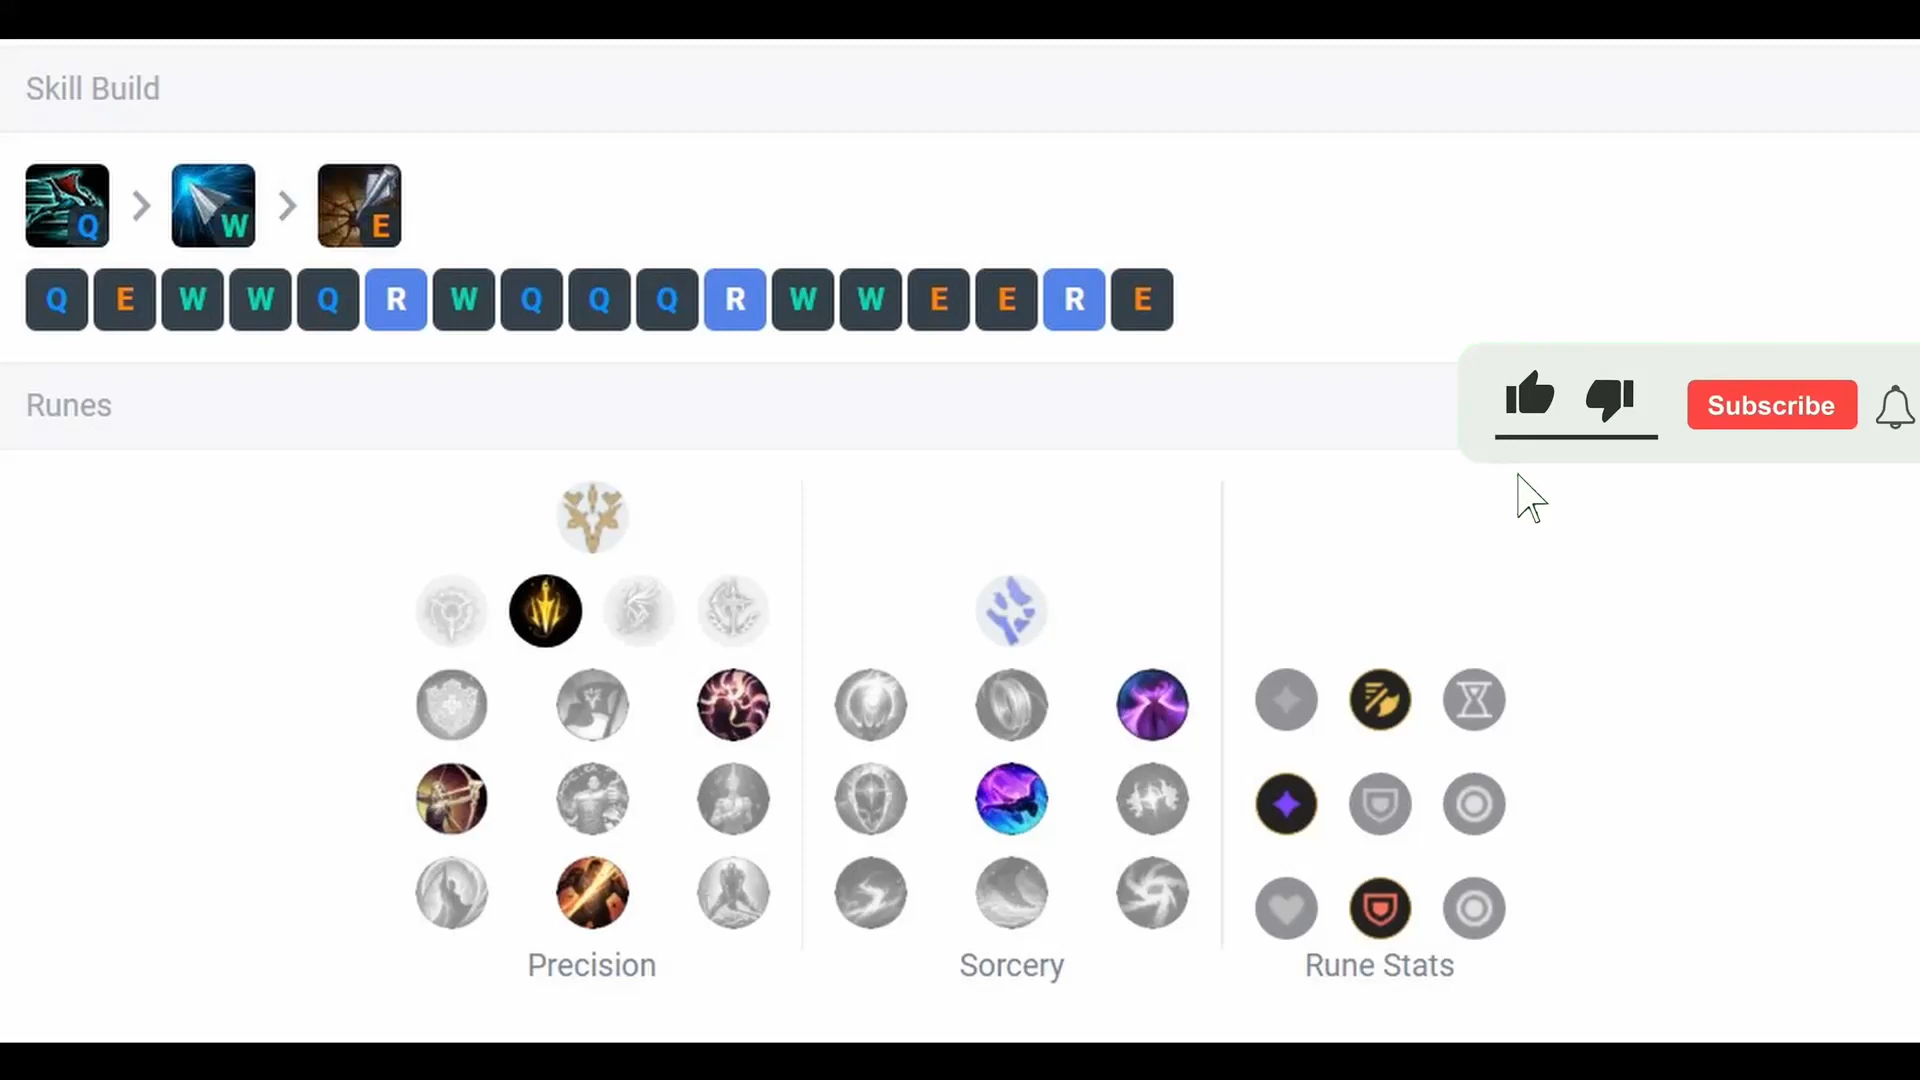 Skill Build
Q W E
Q E W W Q R W Q Q Q R W W E E R E
Runes
Subscribe
Precision
Sorcery
Rune Stats